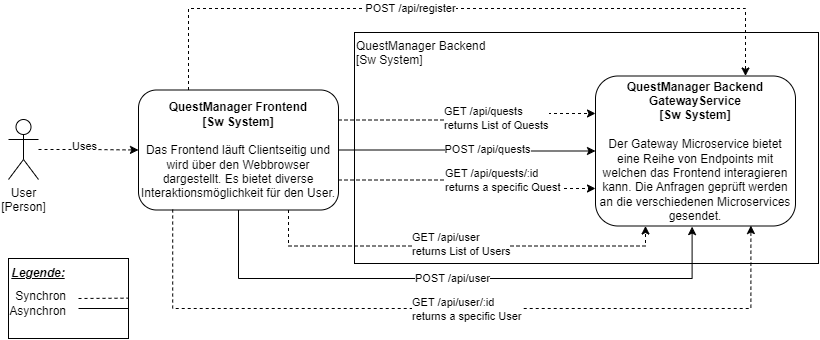 POST /api/register
QuestManager Backend
[Sw System]
QuestManager Frontend
[Sw System]
Das Frontend läuft Clientseitig und
wird über den Webbrowser
dargestellt. Es bietet diverse
Interaktionsmöglichkeit für den User.
QuestManager Backend
GatewayService
[Sw System]
Der Gateway Microservice bietet
eine Reihe von Endpoints mit
welchen das Frontend interagieren
kann. Die Anfragen geprüft werden
an die verschiedenen Microservices
gesendet.
GET /api/quests
returns List of Quests
POST /api/quests
GET /api/quests/:id
returns a specific Quest
Uses
User
[Person]
GET /api/user
returns List of Users
POST /api/user
GET /api/user/:id
returns a specific User
Legende:
Synchron
Asynchron